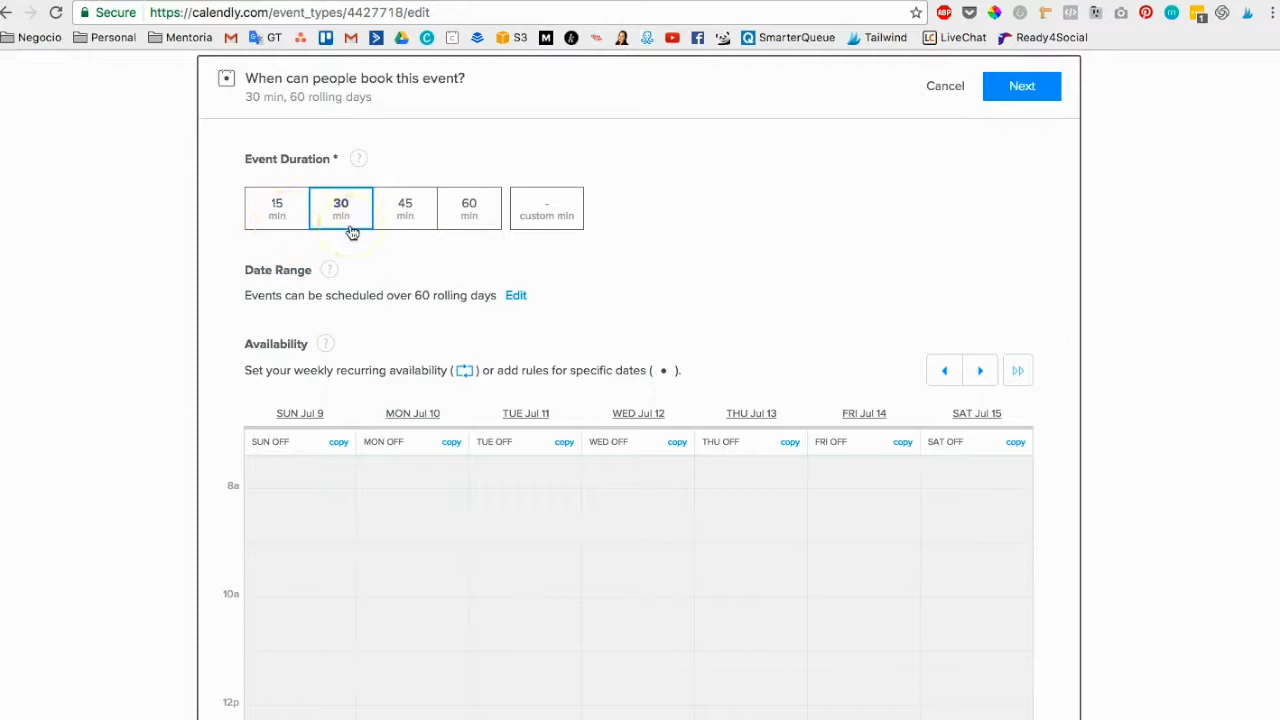 Secure https://calendly.com/event_types/4427718/edit
ABP 1
Negocio Personal Mentoria GT S3 M SmarterQueue Tailwind LiveChat Ready4Social
When can people book this event?
30 min, 60 rolling days
Cancel Next
Event Duration * ?
15 30 45 60 -
min min min min custom min
Date Range ?
Events can be scheduled over 60 rolling days Edit
Availability ?
Set your weekly recurring availability ( ) or add rules for specific dates ( • ).
SUN Jul 9 MON Jul 10 TUE Jul 11 WED Jul 12 THU Jul 13 FRI Jul 14 SAT Jul 15
SUN OFF copy MON OFF copy TUE OFF copy WED OFF copy THU OFF copy FRI OFF copy SAT OFF copy
8a
10a
12p